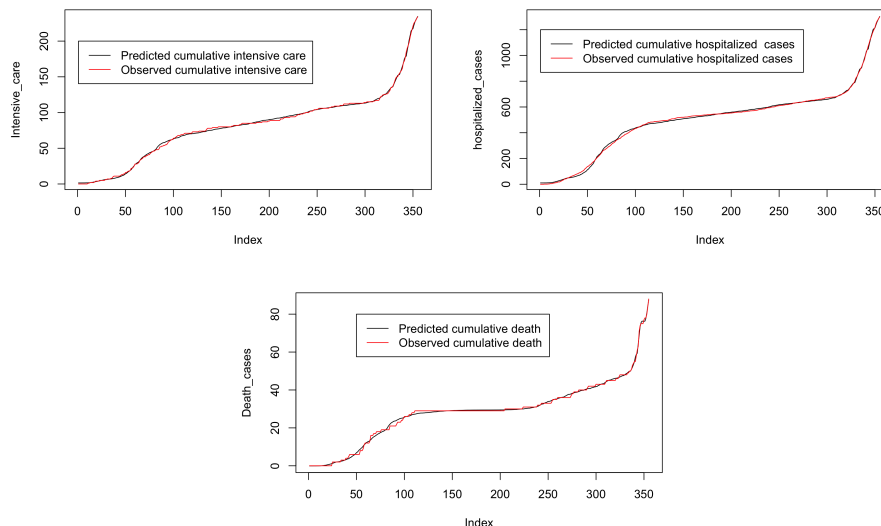 Predicted cumulative intensive care
Observed cumulative intensive care
Intensive_care
0 50 100 150 200
0 50 100 150 200 250 300 350
Index
Predicted cumulative hospitalized cases
Observed cumulative hospitalized cases
hospitalized_cases
0 200 600 1000
0 50 100 150 200 250 300 350
Index
Predicted cumulative death
Observed cumulative death
Death_cases
0 20 40 60 80
0 50 100 150 200 250 300 350
Index